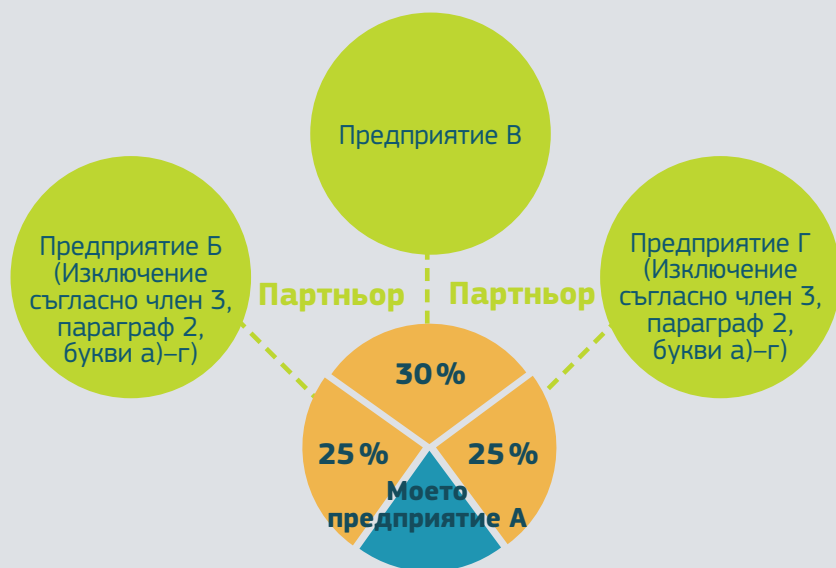 Предприятие В
Предприятие Б
(Изключение
съгласно член 3,
параграф 2,
букви а)–г)
Предприятие Г
(Изключение
съгласно член 3,
параграф 2,
букви а)–г)
Партньор
Партньор
30 %
25 %
25 %
Моето
предприятие А